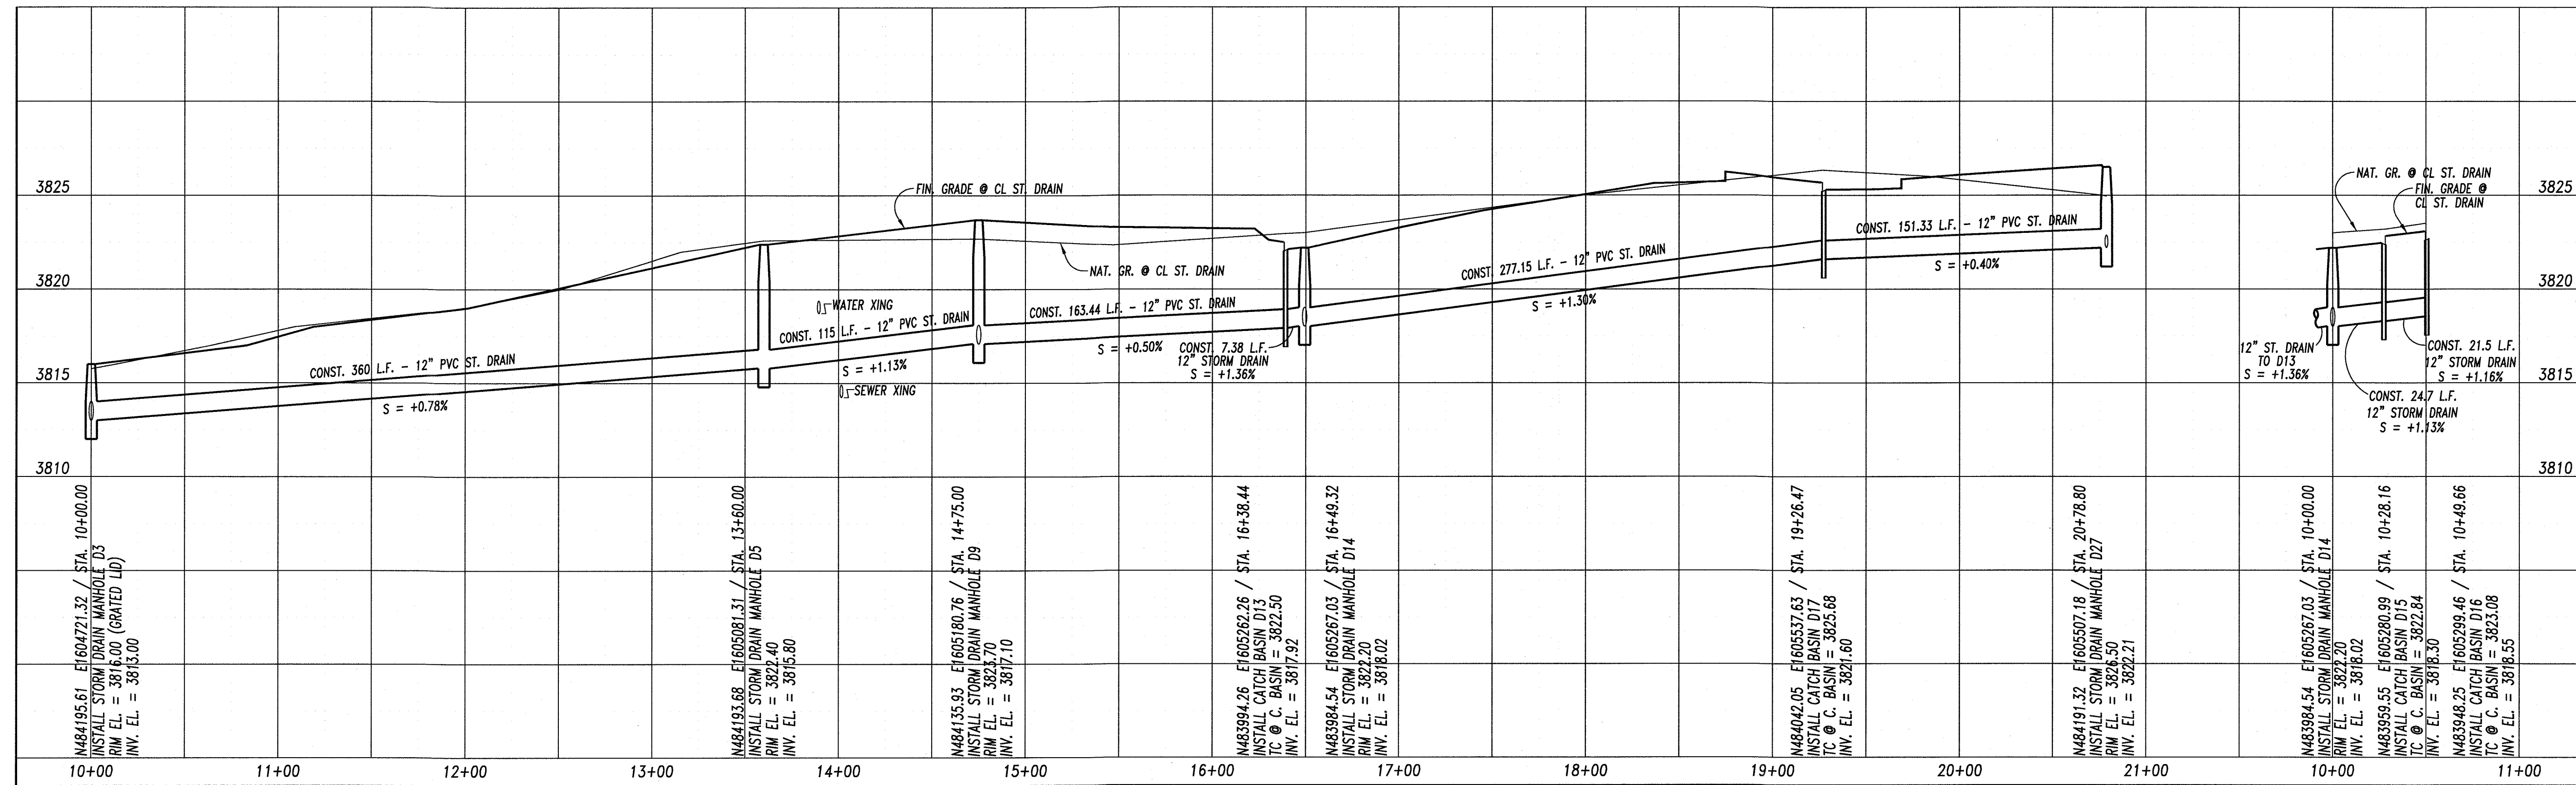 3825
3820
3815
3810
FIN. GRADE @ CL ST. DRAIN
NAT. GR. @ CL ST. DRAIN
WATER XING
SEWER XING
CONST. 360 L.F. - 12" PVC ST. DRAIN
S = +0.78%
CONST. 115 L.F. - 12" PVC ST. DRAIN
S = +1.13%
CONST. 163.44 L.F. - 12" PVC ST. DRAIN
S = +0.50%
CONST. 7.38 L.F.
12" STORM DRAIN
S = +1.36%
CONST. 277.15 L.F. - 12" PVC ST. DRAIN
S = +1.30%
CONST. 151.33 L.F. - 12" PVC ST. DRAIN
S = +0.40%
NAT. GR. @ CL ST. DRAIN
FIN. GRADE @
CL ST. DRAIN
12" ST. DRAIN
TO D13
S = +1.36%
CONST. 21.5 L.F.
12" STORM DRAIN
S = +1.16%
CONST. 24.7 L.F.
12" STORM DRAIN
S = +1.13%
3825
3820
3815
3810
N484195.61 E1604721.32 / STA. 10+00.00
INSTALL STORM DRAIN MANHOLE D3
RIM EL. = 3816.00 (GRATED LID)
INV. EL. = 3813.00
N484193.68 E1605081.31 / STA. 13+60.00
INSTALL STORM DRAIN MANHOLE D5
RIM EL. = 3822.40
INV. EL. = 3815.80
N484135.93 E1605180.76 / STA. 14+75.00
INSTALL STORM DRAIN MANHOLE D9
RIM EL. = 3823.70
INV. EL. = 3817.10
N483994.26 E1605262.26 / STA. 16+38.44
INSTALL CATCH BASIN D13
TC @ C. BASIN = 3822.50
INV. EL. = 3817.92
N483984.54 E1605267.03 / STA. 16+49.32
INSTALL STORM DRAIN MANHOLE D14
RIM EL. = 3822.20
INV. EL. = 3818.02
N484042.05 E1605537.63 / STA. 19+26.47
INSTALL CATCH BASIN D17
TC @ C. BASIN = 3825.68
INV. EL. = 3821.60
N484191.32 E1605507.18 / STA. 20+78.80
INSTALL STORM DRAIN MANHOLE D27
RIM EL. = 3826.50
INV. EL. = 3822.21
N483984.54 E1605267.03 / STA. 10+00.00
INSTALL STORM DRAIN MANHOLE D14
RIM EL. = 3822.20
INV. EL. = 3818.02
N483959.55 E1605280.99 / STA. 10+28.16
INSTALL CATCH BASIN D15
TC @ C. BASIN = 3822.84
INV. EL. = 3818.30
N483948.25 E1605299.46 / STA. 10+49.66
INSTALL CATCH BASIN D16
TC @ C. BASIN = 3823.08
INV. EL. = 3818.55
10+00 11+00 12+00 13+00 14+00 15+00 16+00 17+00 18+00 19+00 20+00 21+00 10+00 11+00